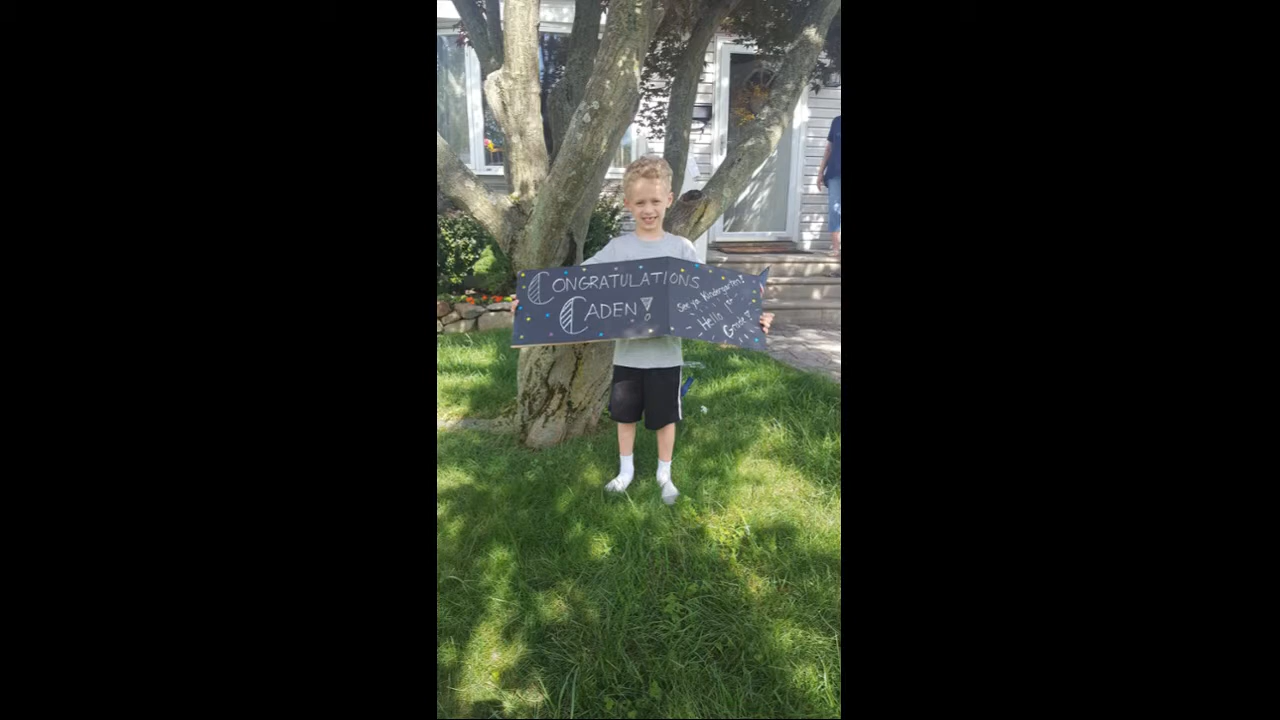 CONGRATULATIONS
CADEN!
See ya Kindergarten!
Hello 1st
Grade!